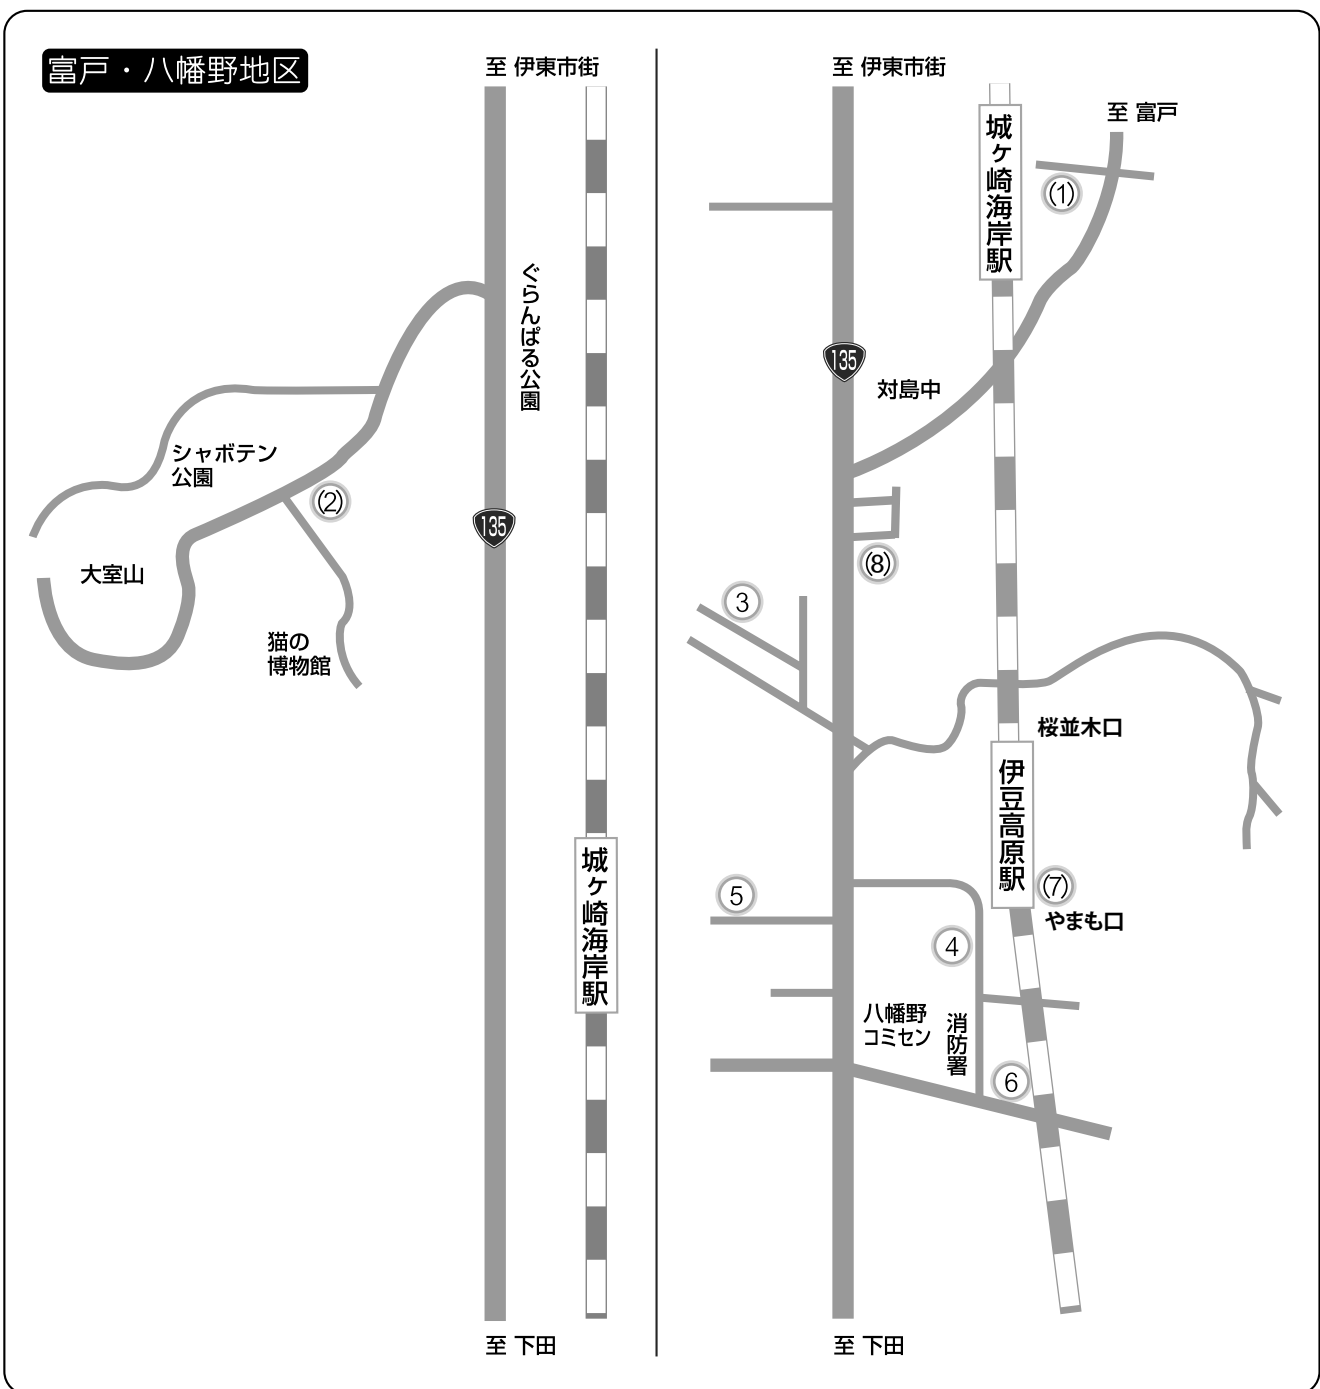 富戸・八幡野地区
至 伊東市街
ぐらんぱる公園
シャボテン
公園
(2)
135
大室山
猫の
博物館
城ヶ崎海岸駅
至 下田
至 伊東市街
城ヶ崎海岸駅
至 富戸
(1)
135
対島中
(8)
3
桜並木口
伊豆高原駅
(7)
やまも口
5
4
八幡野
コミセン
消防署
6
至 下田